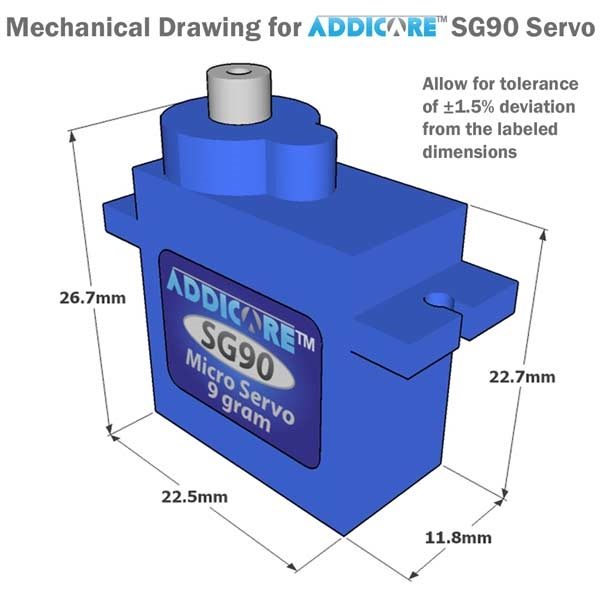 Mechanical Drawing for ADDICORE™ SG90 Servo
Allow for tolerance
of ±1.5% deviation
from the labeled
dimensions
26.7mm
ADDICORE™
SG90
Micro Servo
9 gram
22.7mm
22.5mm
11.8mm